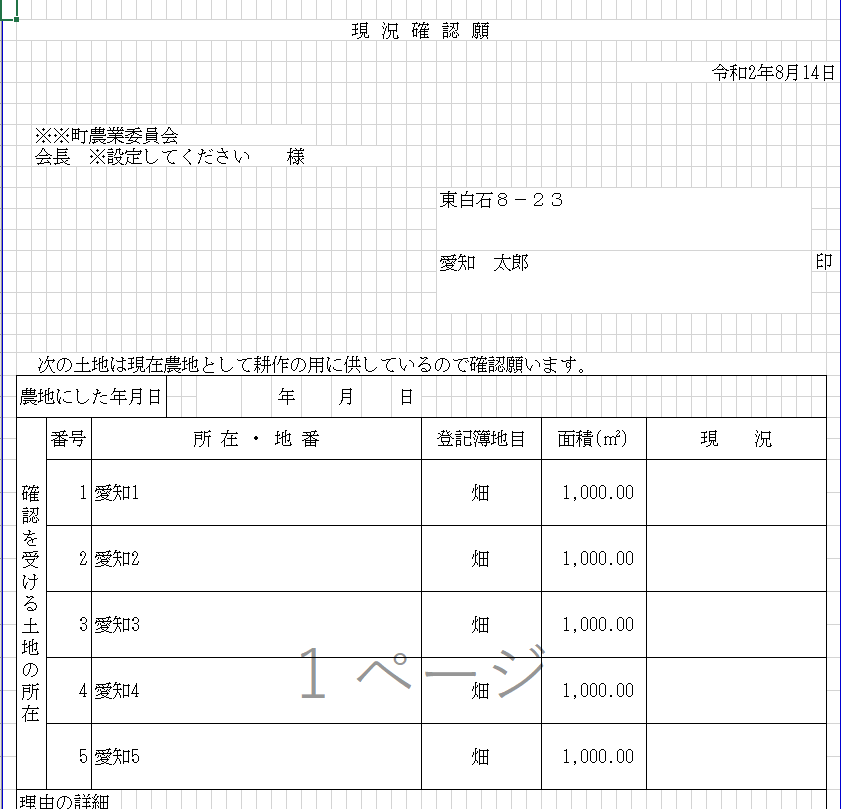 現 況 確 認 願
令和2年8月14日
※※町農業委員会
会長　※設定してください　　様
東白石８－２３
愛知　太郎　印
次の土地は現在農地として耕作の用に供しているので確認願います。
農地にした年月日　年　月　日
確認を受ける土地の所在
番号　所 在 ・ 地 番　登記簿地目　面積(㎡)　現　況
1 愛知1 畑 1,000.00
2 愛知2 畑 1,000.00
3 愛知3 畑 1,000.00
4 愛知4 畑 1,000.00
5 愛知5 畑 1,000.00
1 ページ
理由の詳細